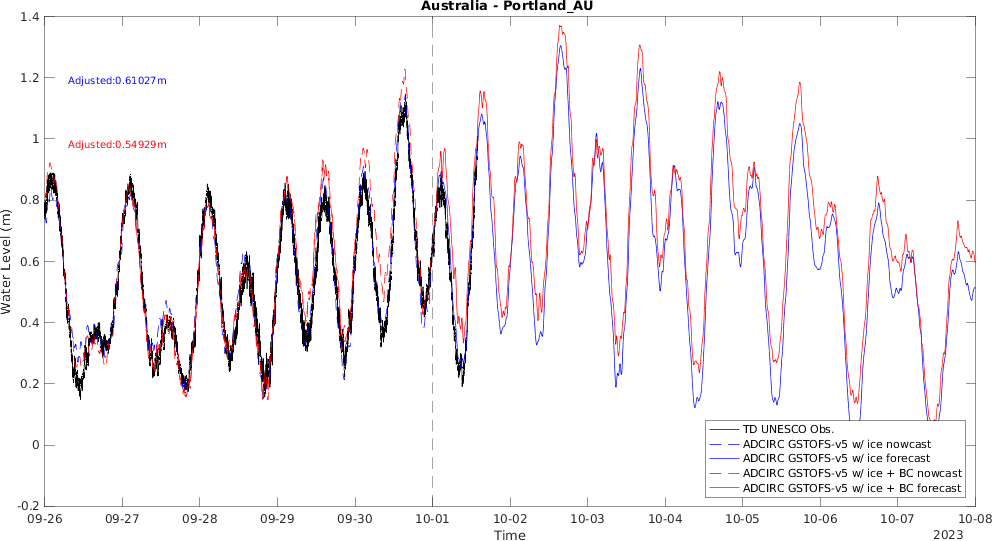 Australia - Portland_AU
1.4
1.2
1
0.8
0.6
0.4
0.2
0
-0.2
Water Level (m)
Adjusted:0.61027m
Adjusted:0.54929m
TD UNESCO Obs.
ADCIRC GSTOFS-v5 w/ ice nowcast
ADCIRC GSTOFS-v5 w/ ice forecast
ADCIRC GSTOFS-v5 w/ ice + BC nowcast
ADCIRC GSTOFS-v5 w/ ice + BC forecast
09-26 09-27 09-28 09-29 09-30 10-01 10-02 10-03 10-04 10-05 10-06 10-07 10-08
Time
2023